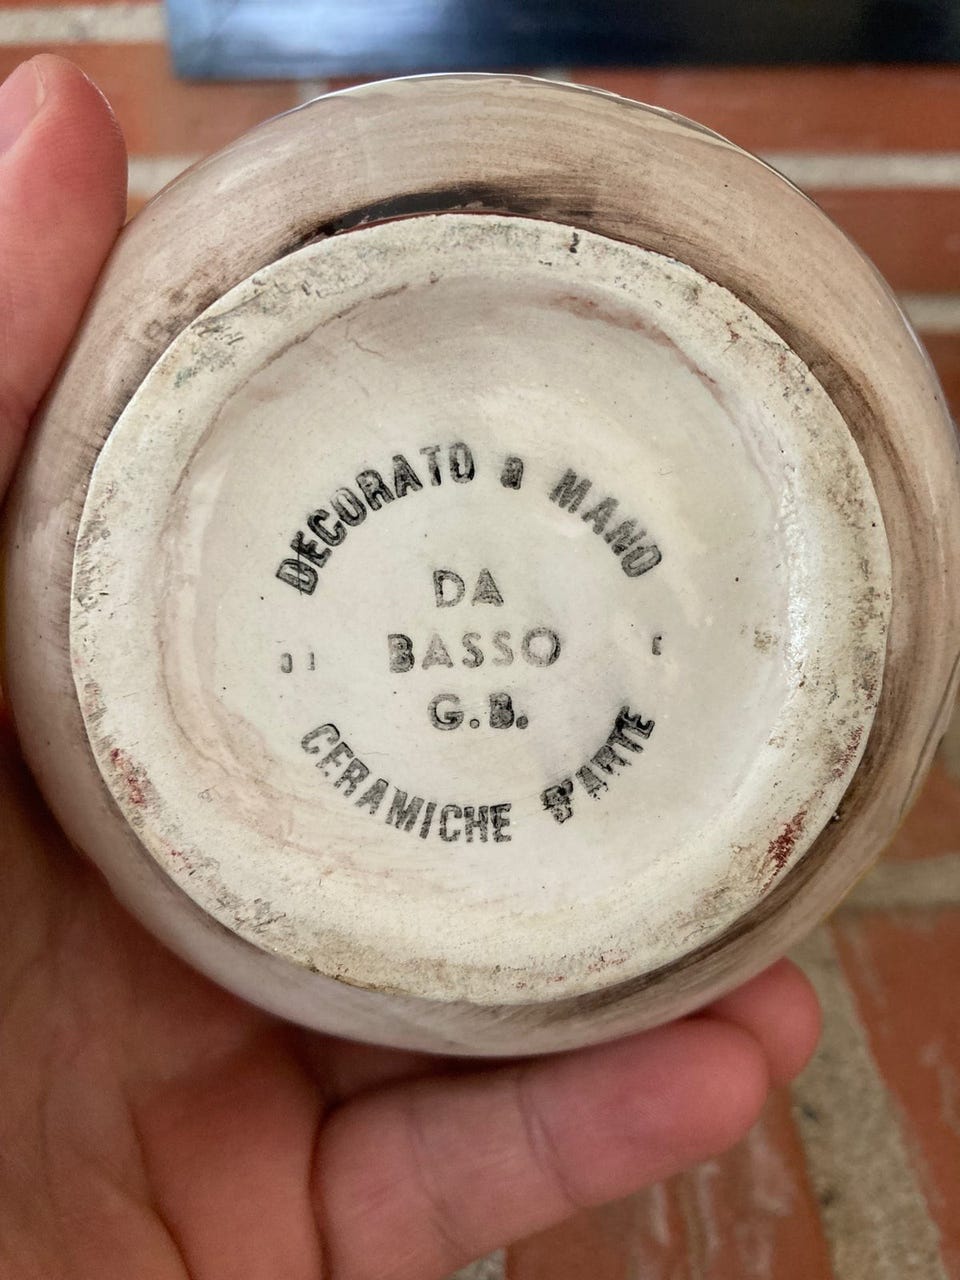 DECORATO a MANO
DA
BASSO
G.B.
CERAMICHE D'ARTE